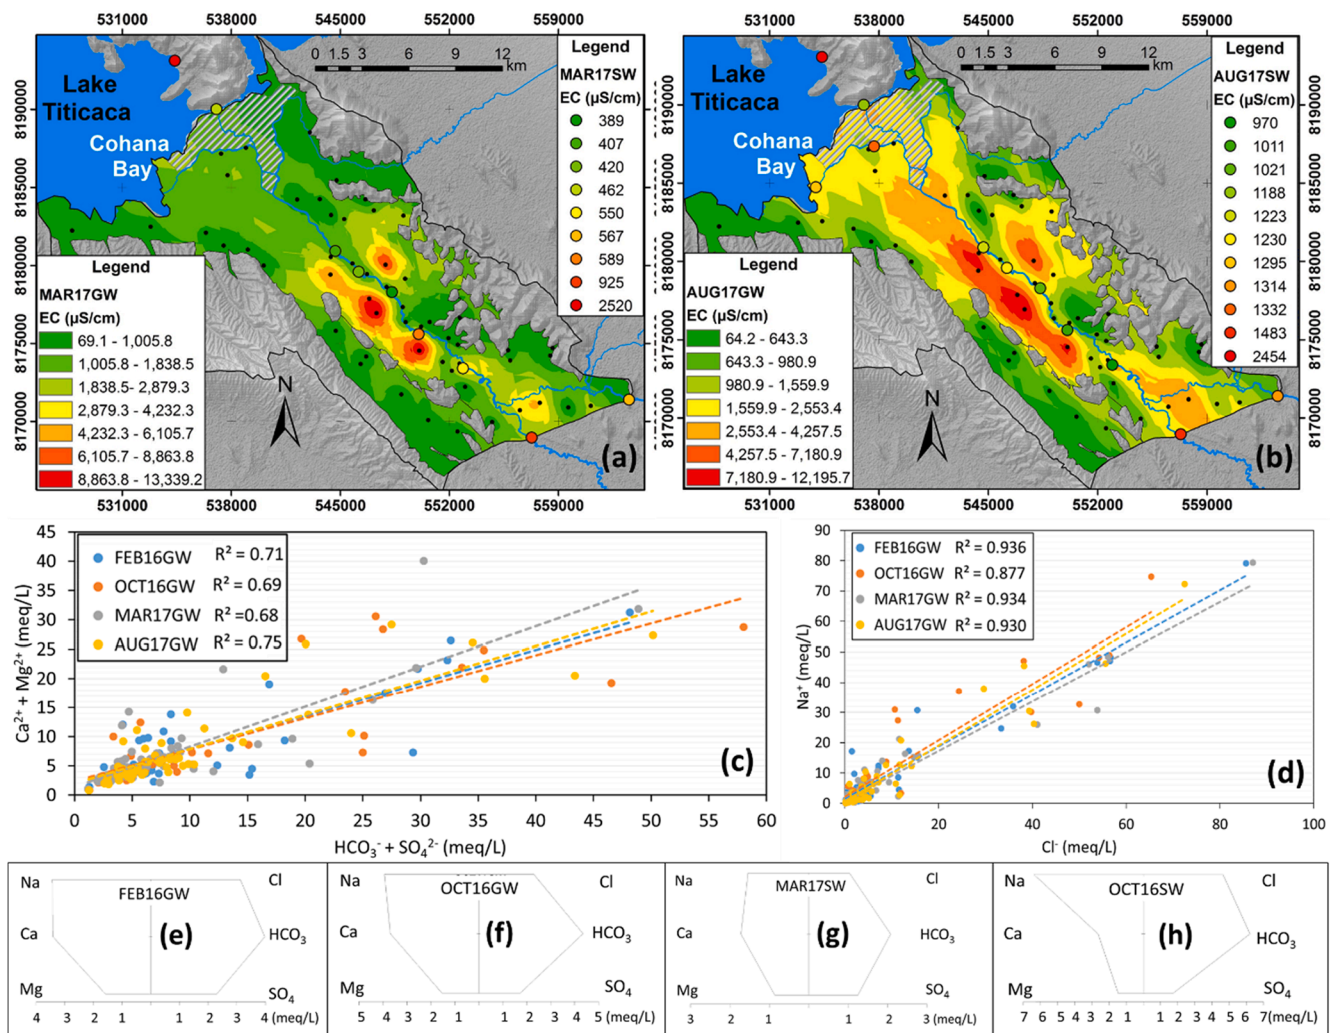 531000 538000 545000 552000 559000
8190000
8185000
8180000
8175000
8170000
Lake
Titicaca
Cohana
Bay
0 1.5 3 6 9 12
km
Legend
MAR17SW
EC (µS/cm)
389
407
420
462
550
567
589
925
2520
Legend
MAR17GW
EC (µS/cm)
69.1 - 1,005.8
1,005.8 - 1,838.5
1,838.5 - 2,879.3
2,879.3 - 4,232.3
4,232.3 - 6,105.7
6,105.7 - 8,863.8
8,863.8 - 13,339.2
N
(a)
531000 538000 545000 552000 559000
531000 538000 545000 552000 559000
8190000
8185000
8180000
8175000
8170000
Lake
Titicaca
Cohana
Bay
0 1.5 3 6 9 12
km
Legend
AUG17SW
EC (µS/cm)
970
1011
1021
1188
1223
1230
1295
1314
1332
1483
2454
Legend
AUG17GW
EC (µS/cm)
64.2 - 643.3
643.3 - 980.9
980.9 - 1,559.9
1,559.9 - 2,553.4
2,553.4 - 4,257.5
4,257.5 - 7,180.9
7,180.9 - 12,195.7
N
(b)
531000 538000 545000 552000 559000
45
40
35
30
25
20
15
10
5
0
Ca²⁺ + Mg²⁺ (meq/L)
FEB16GW R² = 0.71
OCT16GW R² = 0.69
MAR17GW R² = 0.68
AUG17GW R² = 0.75
(c)
0 5 10 15 20 25 30 35 40 45 50 55 60
HCO₃⁻ + SO₄²⁻ (meq/L)
90
80
70
60
50
40
30
20
10
0
Na⁺ (meq/L)
FEB16GW R² = 0.936
OCT16GW R² = 0.877
MAR17GW R² = 0.934
AUG17GW R² = 0.930
(d)
0 20 40 60 80 100
Cl⁻ (meq/L)
Na Cl
FEB16GW
Ca (e) HCO₃
Mg SO₄
4 3 2 1 1 2 3 4 (meq/L)
Na Cl
OCT16GW
Ca (f) HCO₃
Mg SO₄
5 4 3 2 1 1 2 3 4 5 (meq/L)
Na Cl
MAR17SW
Ca (g) HCO₃
Mg SO₄
3 2 1 1 2 3 (meq/L)
Na Cl
OCT16SW
Ca (h) HCO₃
Mg SO₄
7 6 5 4 3 2 1 1 2 3 4 5 6 7(meq/L)